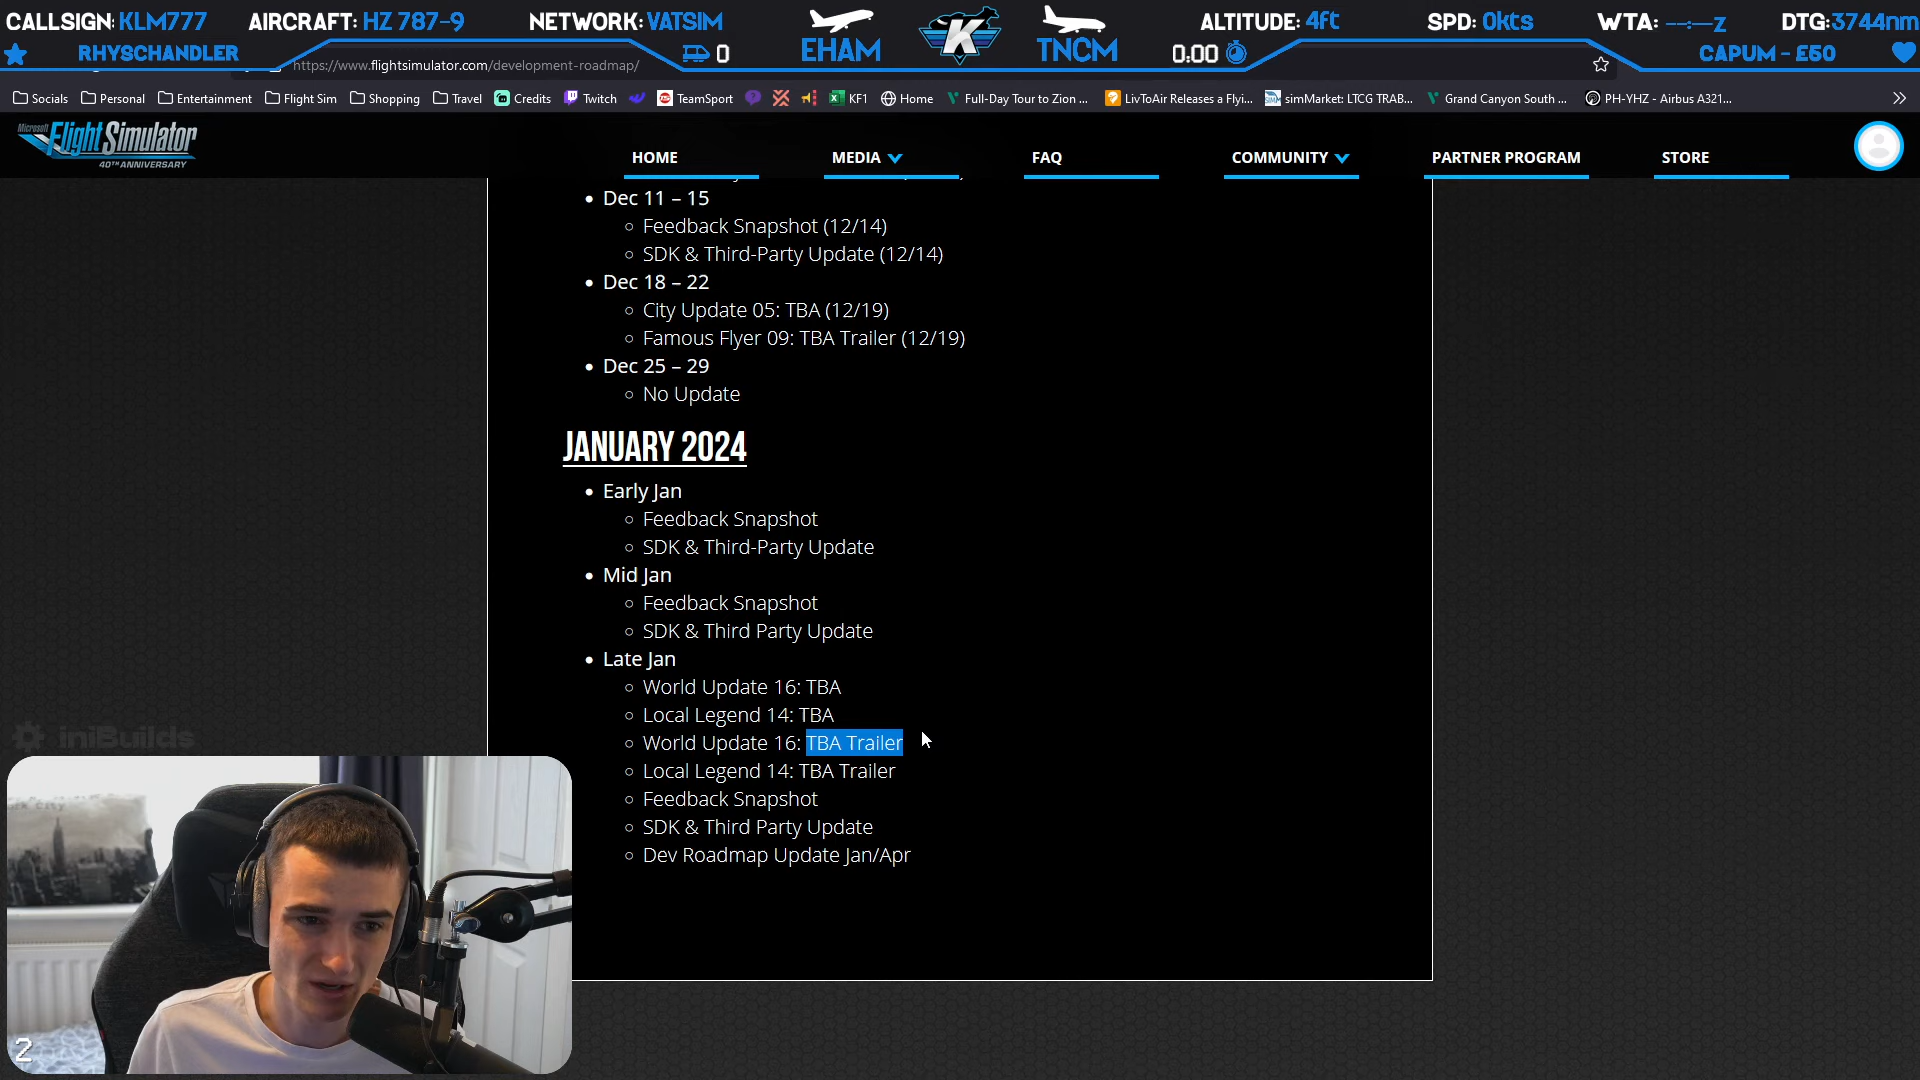 CALLSIGN: KLM777 AIRCRAFT: HZ 787-9 NETWORK: VATSIM ALTITUDE: 4ft SPD: 0kts WTA: --:--Z DTG:3744nm
RHYSCHANDLER 0 EHAM K TNCM 0:00 CAPUM - £50
https://www.flightsimulator.com/development-roadmap/
Socials Personal Entertainment Flight Sim Shopping Travel Credits Twitch TeamSport KF1 Home Full-Day Tour to Zion ... LivToAir Releases a Flyi... simMarket: LTCG TRAB... Grand Canyon South ... PH-YHZ - Airbus A321...
Microsoft Flight Simulator
40TH ANNIVERSARY
HOME MEDIA FAQ COMMUNITY PARTNER PROGRAM STORE
Dec 11 – 15
Feedback Snapshot (12/14)
SDK & Third-Party Update (12/14)
Dec 18 – 22
City Update 05: TBA (12/19)
Famous Flyer 09: TBA Trailer (12/19)
Dec 25 – 29
No Update
JANUARY 2024
Early Jan
Feedback Snapshot
SDK & Third-Party Update
Mid Jan
Feedback Snapshot
SDK & Third Party Update
Late Jan
World Update 16: TBA
Local Legend 14: TBA
World Update 16: TBA Trailer
Local Legend 14: TBA Trailer
Feedback Snapshot
SDK & Third Party Update
Dev Roadmap Update Jan/Apr
iniBuilds
2